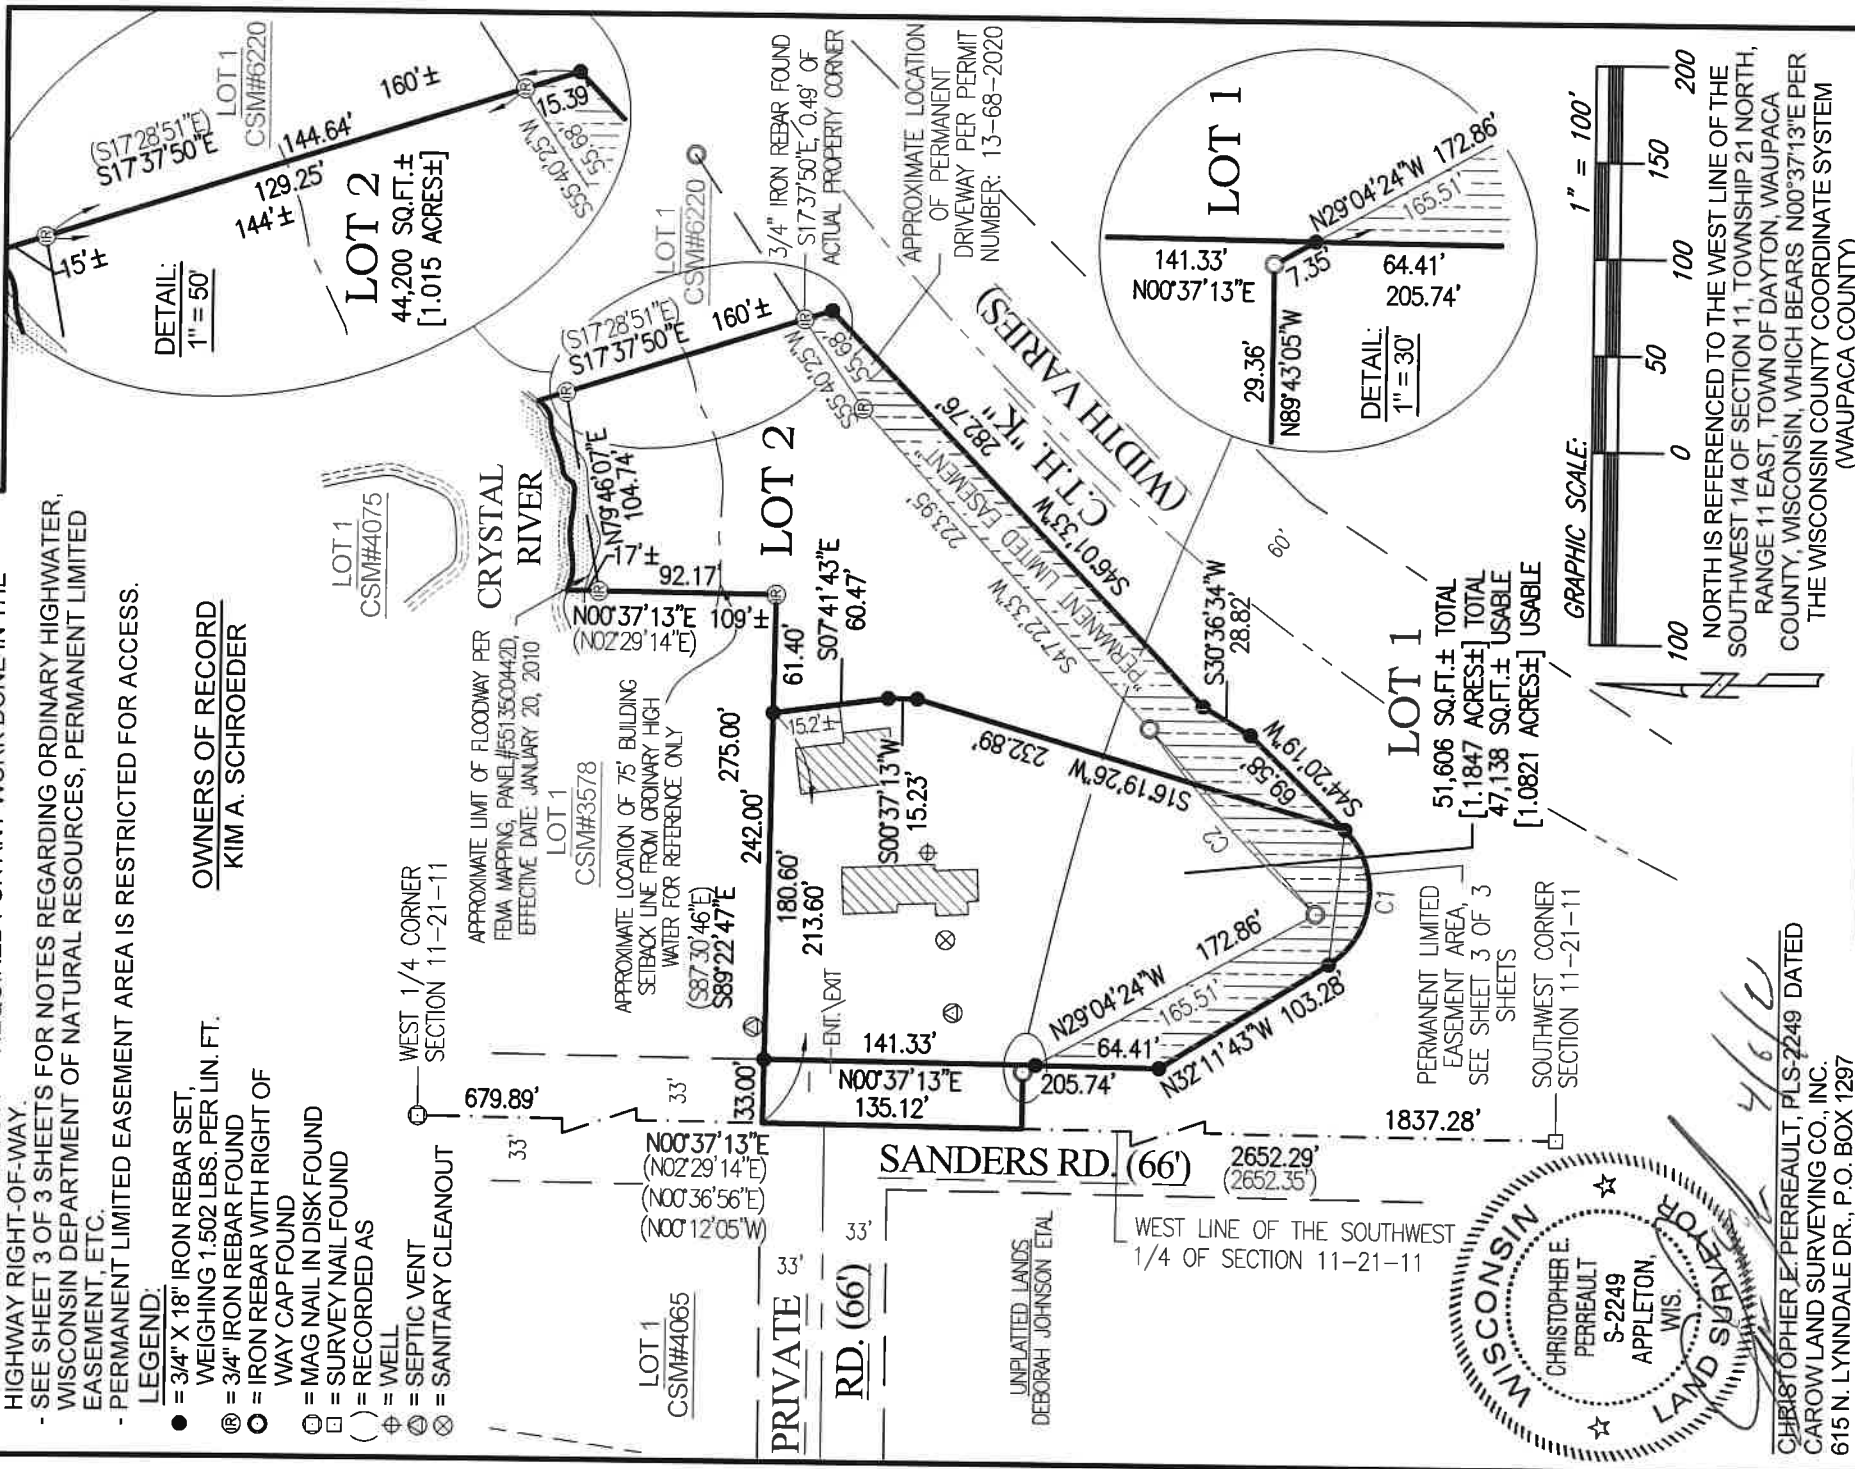 HIGHWAY RIGHT-OF-WAY.
- SEE SHEET 3 OF 3 SHEETS FOR NOTES REGARDING ORDINARY HIGHWATER,
WISCONSIN DEPARTMENT OF NATURAL RESOURCES, PERMANENT LIMITED
EASEMENT, ETC.
- PERMANENT LIMITED EASEMENT AREA IS RESTRICTED FOR ACCESS.
LEGEND:
= 3/4" X 18" IRON REBAR SET,
WEIGHING 1.502 LBS. PER LIN. FT.
= 3/4" IRON REBAR FOUND
= IRON REBAR WITH RIGHT OF
WAY CAP FOUND
= MAG NAIL IN DISK FOUND
= SURVEY NAIL FOUND
( ) = RECORDED AS
= WELL
= SEPTIC VENT
= SANITARY CLEANOUT
OWNERS OF RECORD
KIM A. SCHROEDER
WEST 1/4 CORNER
SECTION 11-21-11
APPROXIMATE LIMIT OF FLOODWAY PER
FEMA MAPPING, PANEL#55135C0442D,
EFFECTIVE DATE: JANUARY 20, 2010
LOT 1
CSM#3578
APPROXIMATE LOCATION OF 75' BUILDING
SETBACK LINE FROM ORDINARY HIGH
WATER FOR REFERENCE ONLY
(S87°30'46"E)
S89°22'47"E
242.00'
275.00'
180.60'
213.60'
61.40'
33.00'
LOT 1
CSM#4075
CRYSTAL
RIVER
N79°46'07"E
104.74'
17'±
92.17'
N00°37'13"E
(N02°29'14"E)
109'±
LOT 2
S07°41'43"E
60.47'
15.2'±
S00°37'13"W
15.23'
S16°19'26"W
232.89'
DETAIL:
1" = 50'
15'±
(S17°28'51"E)
S17°37'50"E
LOT 1
CSM#6220
144.64'
160'±
129.25'
144'±
15.39'
S55°40'25"W
55.68'
LOT 2
44,200 SQ.FT.±
[1.015 ACRES±]
LOT 1
CSM#6220
(S17°28'51"E)
S17°37'50"E
160'±
3/4" IRON REBAR FOUND
S17°37'50"E, 0.49' OF
ACTUAL PROPERTY CORNER
APPROXIMATE LOCATION
OF PERMANENT
DRIVEWAY PER PERMIT
NUMBER: 13-68-2020
S55°40'25"W
55.68'
282.76'
S46°01'33"W
223.95'
S47°22'33"W
"PERMANENT LIMITED EASEMENT"
C.T.H. "K"
(WIDTH VARIES)
60'
S30°36'34"W
28.82'
S44°20'19"W
69.58'
C2
C1
ENT./EXIT
141.33'
N00°37'13"E
135.12'
64.41'
205.74'
N29°04'24"W
172.86'
165.51'
N32°11'43"W 103.28'
LOT 1
51,606 SQ.FT.± TOTAL
[1.1847 ACRES±] TOTAL
47,138 SQ.FT.± USABLE
[1.0821 ACRES±] USABLE
PERMANENT LIMITED
EASEMENT AREA,
SEE SHEET 3 OF 3
SHEETS
SOUTHWEST CORNER
SECTION 11-21-11
679.89'
33'
33'
N00°37'13"E
(N02°29'14"E)
(N00°36'56"E)
(N00°12'05"W)
SANDERS RD. (66')
2652.29'
(2652.35')
1837.28'
WEST LINE OF THE SOUTHWEST
1/4 OF SECTION 11-21-11
LOT 1
CSM#4065
33'
33'
PRIVATE
RD. (66')
UNPLATTED LANDS
DEBORAH JOHNSON ETAL
LOT 1
141.33'
N00°37'13"E
N29°04'24"W 172.86'
165.51'
7.35'
64.41'
205.74'
29.36'
N89°43'05"W
DETAIL:
1" = 30'
GRAPHIC SCALE:
1" = 100'
100
0
50
100
150
200
NORTH IS REFERENCED TO THE WEST LINE OF THE
SOUTHWEST 1/4 OF SECTION 11, TOWNSHIP 21 NORTH,
RANGE 11 EAST, TOWN OF DAYTON, WAUPACA
COUNTY, WISCONSIN, WHICH BEARS N00°37'13"E PER
THE WISCONSIN COUNTY COORDINATE SYSTEM
(WAUPACA COUNTY)
WISCONSIN
CHRISTOPHER E.
PERREAULT
S-2249
APPLETON,
WIS.
LAND SURVEYOR
CHRISTOPHER E. PERREAULT, PLS-2249 DATED
CAROW LAND SURVEYING CO., INC.
615 N. LYNNDALE DR., P.O. BOX 1297